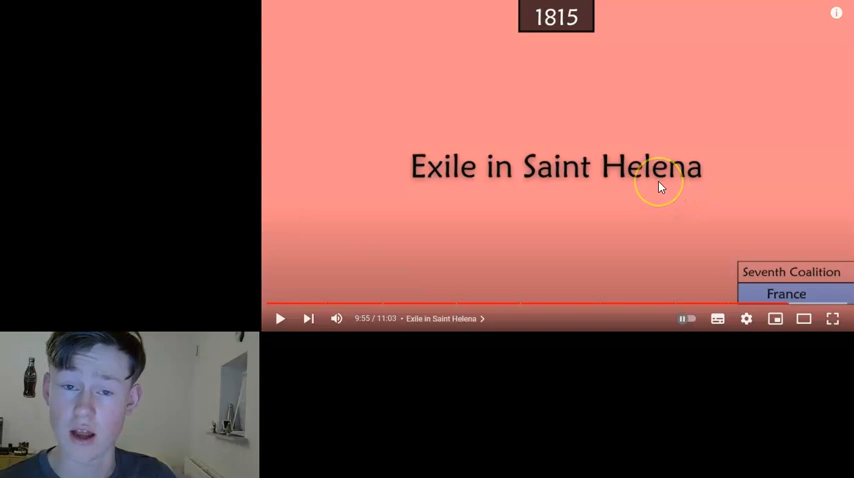 1815
Exile in Saint Helena
Seventh Coalition
France
9:55 / 11:03 • Exile in Saint Helena